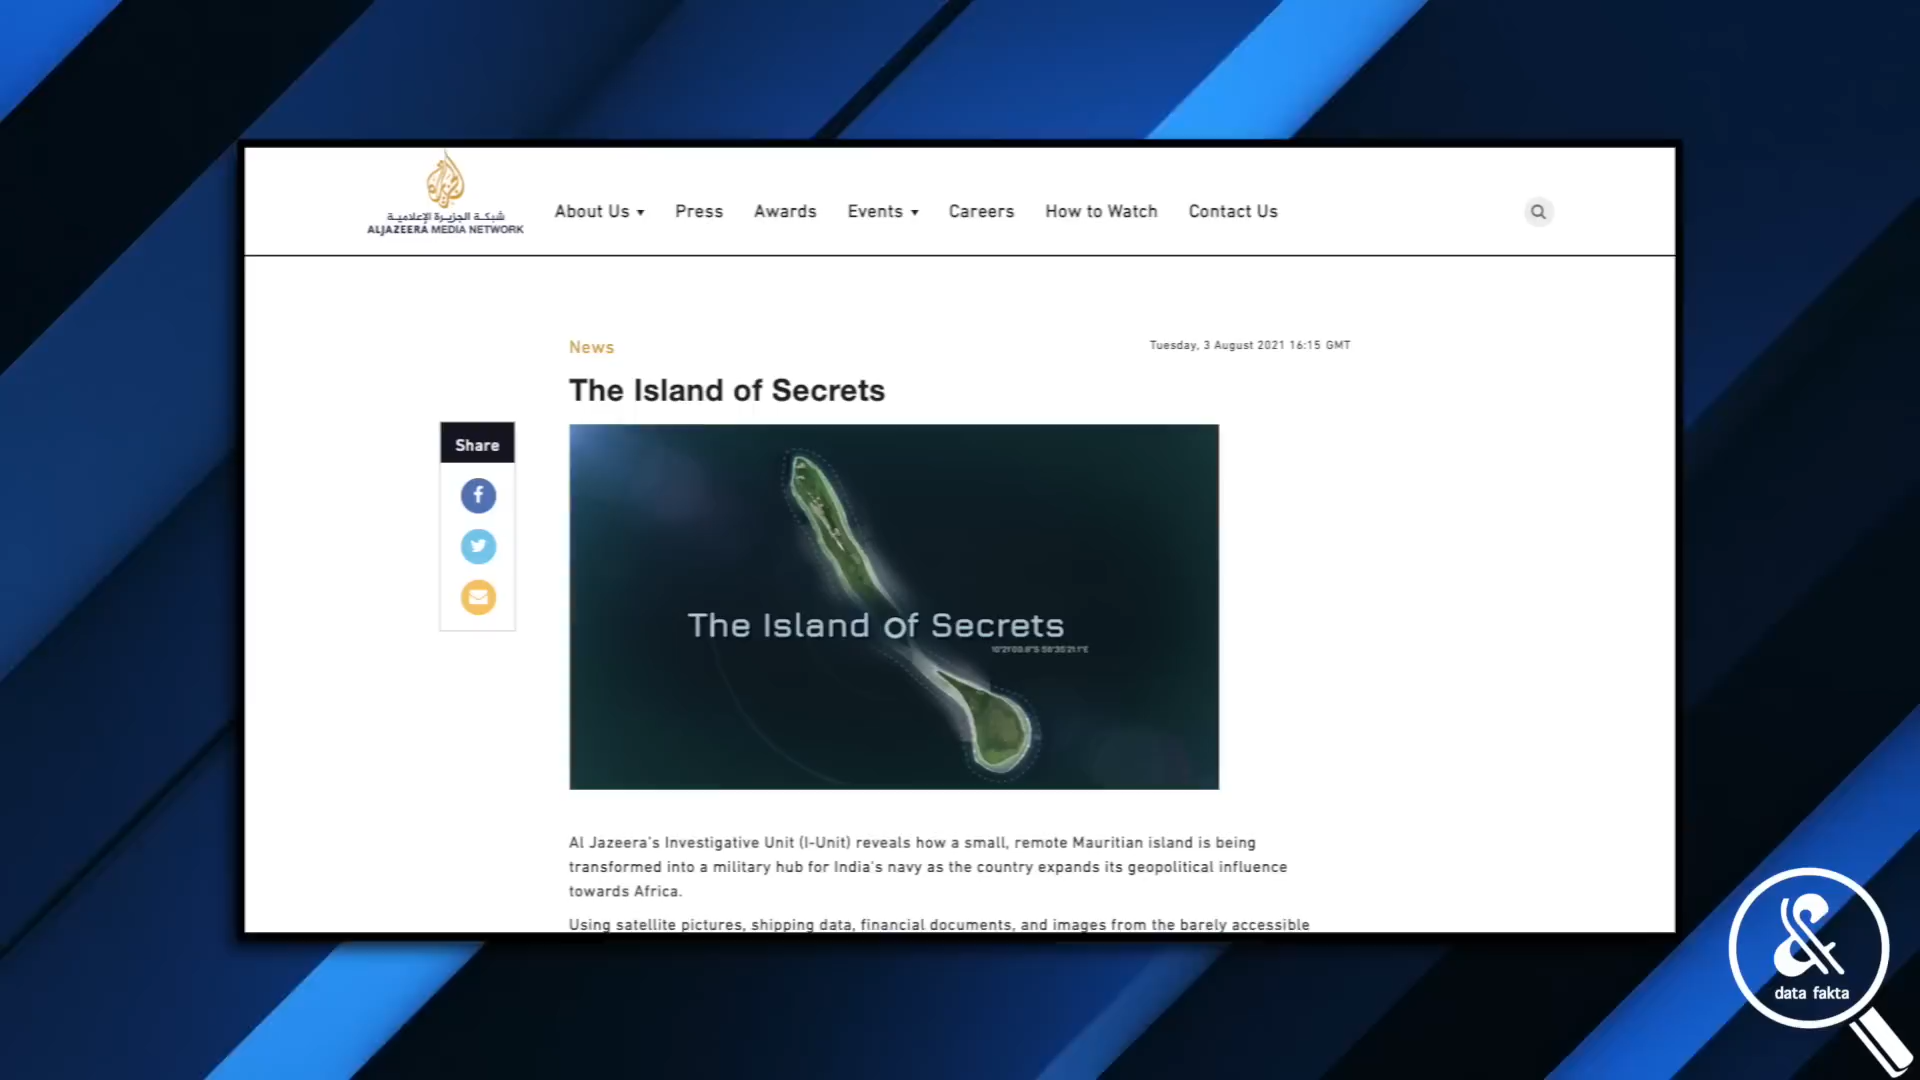 شبكة الجزيرة الإعلامية
ALJAZEERA MEDIA NETWORK
About Us
Press
Awards
Events
Careers
How to Watch
Contact Us
News
Tuesday, 3 August 2021 16:15 GMT
The Island of Secrets
Share
The Island of Secrets
Al Jazeera's Investigative Unit (I-Unit) reveals how a small, remote Mauritian island is being
transformed into a military hub for India's navy as the country expands its geopolitical influence
towards Africa.
Using satellite pictures, shipping data, financial documents, and images from the barely accessible
data fakta